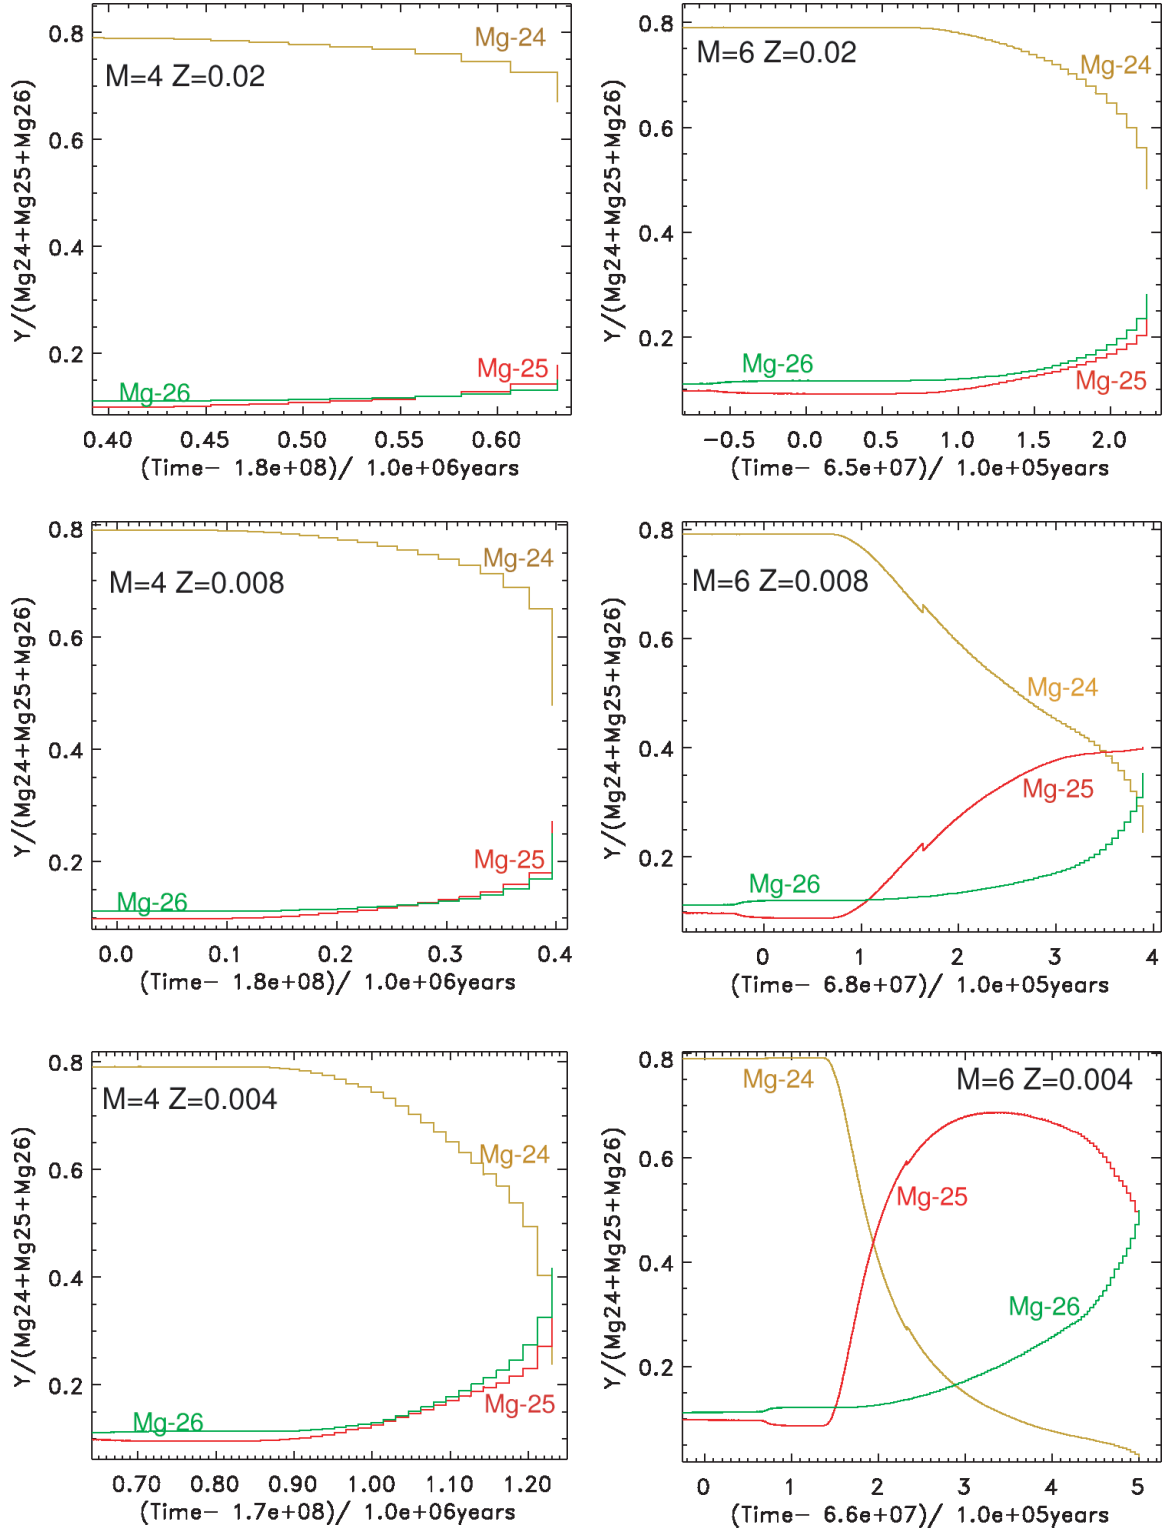 Y/(Mg24+Mg25+Mg26)
0.8
0.6
0.4
0.2
M=4 Z=0.02
Mg-24
Mg-25
Mg-26
0.40 0.45 0.50 0.55 0.60
(Time- 1.8e+08)/ 1.0e+06years
Y/(Mg24+Mg25+Mg26)
0.8
0.6
0.4
0.2
M=6 Z=0.02
Mg-24
Mg-26
Mg-25
-0.5 0.0 0.5 1.0 1.5 2.0
(Time- 6.5e+07)/ 1.0e+05years
Y/(Mg24+Mg25+Mg26)
0.8
0.6
0.4
0.2
Mg-24
M=4 Z=0.008
Mg-25
Mg-26
0.0 0.1 0.2 0.3 0.4
(Time- 1.8e+08)/ 1.0e+06years
Y/(Mg24+Mg25+Mg26)
0.8
0.6
0.4
0.2
M=6 Z=0.008
Mg-24
Mg-25
Mg-26
0 1 2 3 4
(Time- 6.8e+07)/ 1.0e+05years
Y/(Mg24+Mg25+Mg26)
0.8
0.6
0.4
0.2
M=4 Z=0.004
Mg-24
Mg-25
Mg-26
0.70 0.80 0.90 1.00 1.10 1.20
(Time- 1.7e+08)/ 1.0e+06years
Y/(Mg24+Mg25+Mg26)
0.8
0.6
0.4
0.2
Mg-24
M=6 Z=0.004
Mg-25
Mg-26
0 1 2 3 4 5
(Time- 6.6e+07)/ 1.0e+05years